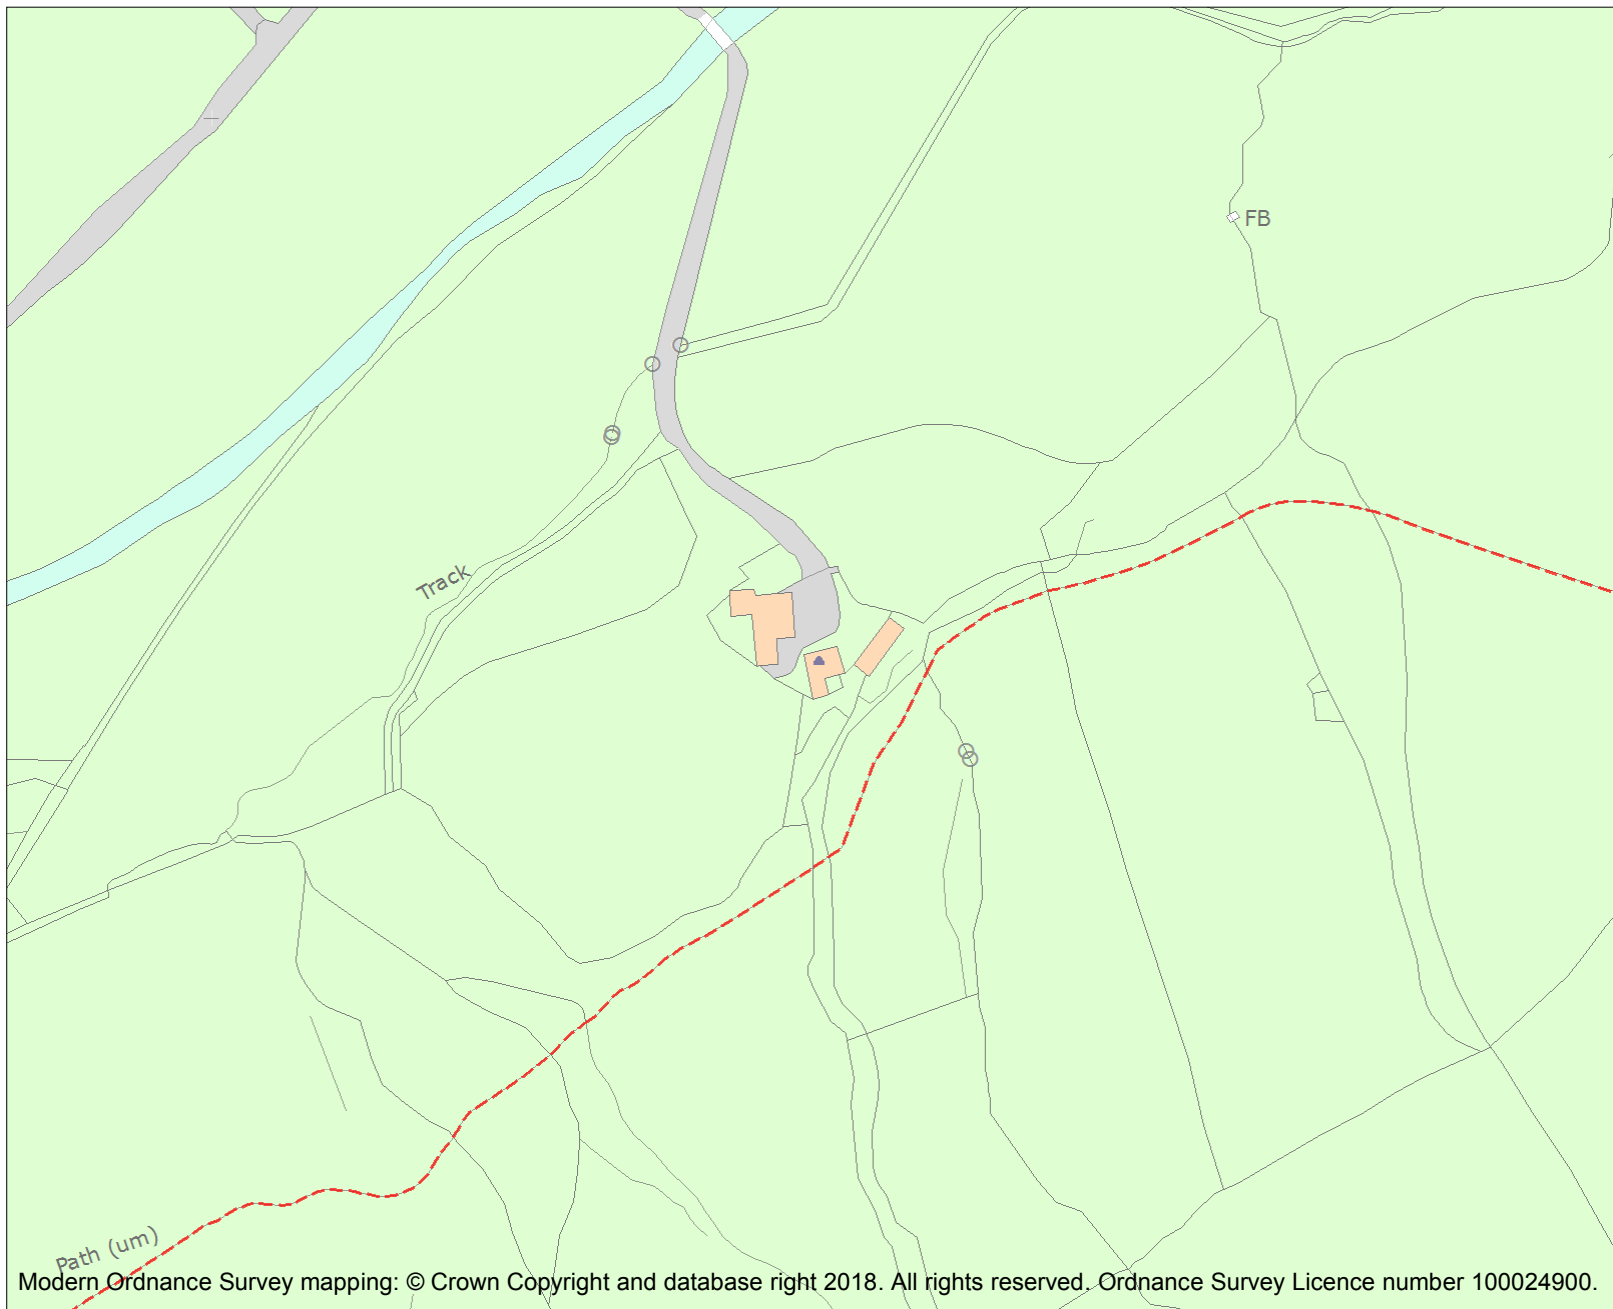 FB
Track
Path (um)
Modern Ordnance Survey mapping: © Crown Copyright and database right 2018. All rights reserved. Ordnance Survey Licence number 100024900.